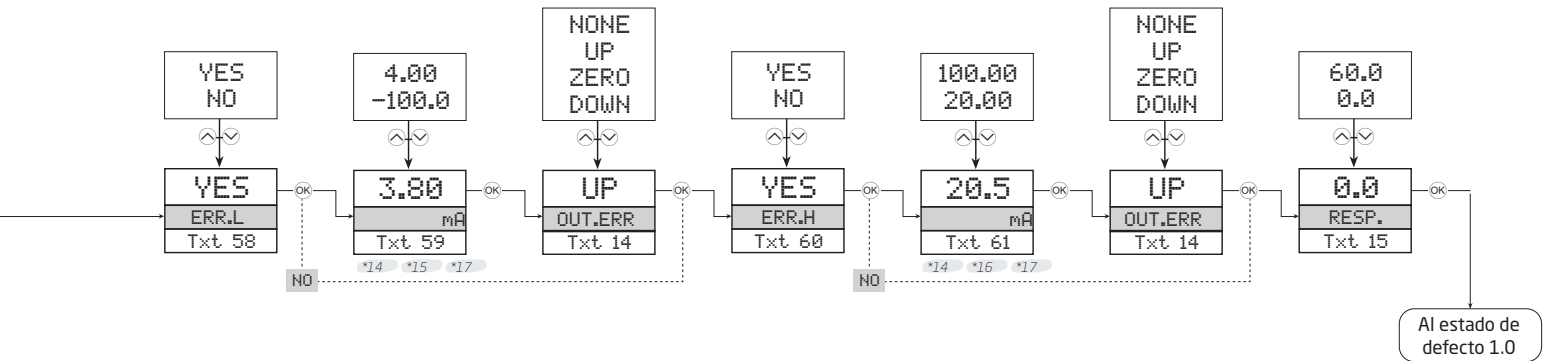 YES
NO
YES
ERR.L
Txt 58
OK
NO
4.00
-100.0
3.80
mA
Txt 59
*14 *15 *17
OK
NONE
UP
ZERO
DOWN
UP
OUT.ERR
Txt 14
OK
YES
NO
YES
ERR.H
Txt 60
OK
NO
100.00
20.00
20.5
mA
Txt 61
*14 *16 *17
OK
NONE
UP
ZERO
DOWN
UP
OUT.ERR
Txt 14
OK
60.0
0.0
0.0
RESP.
Txt 15
OK
Al estado de
defecto 1.0